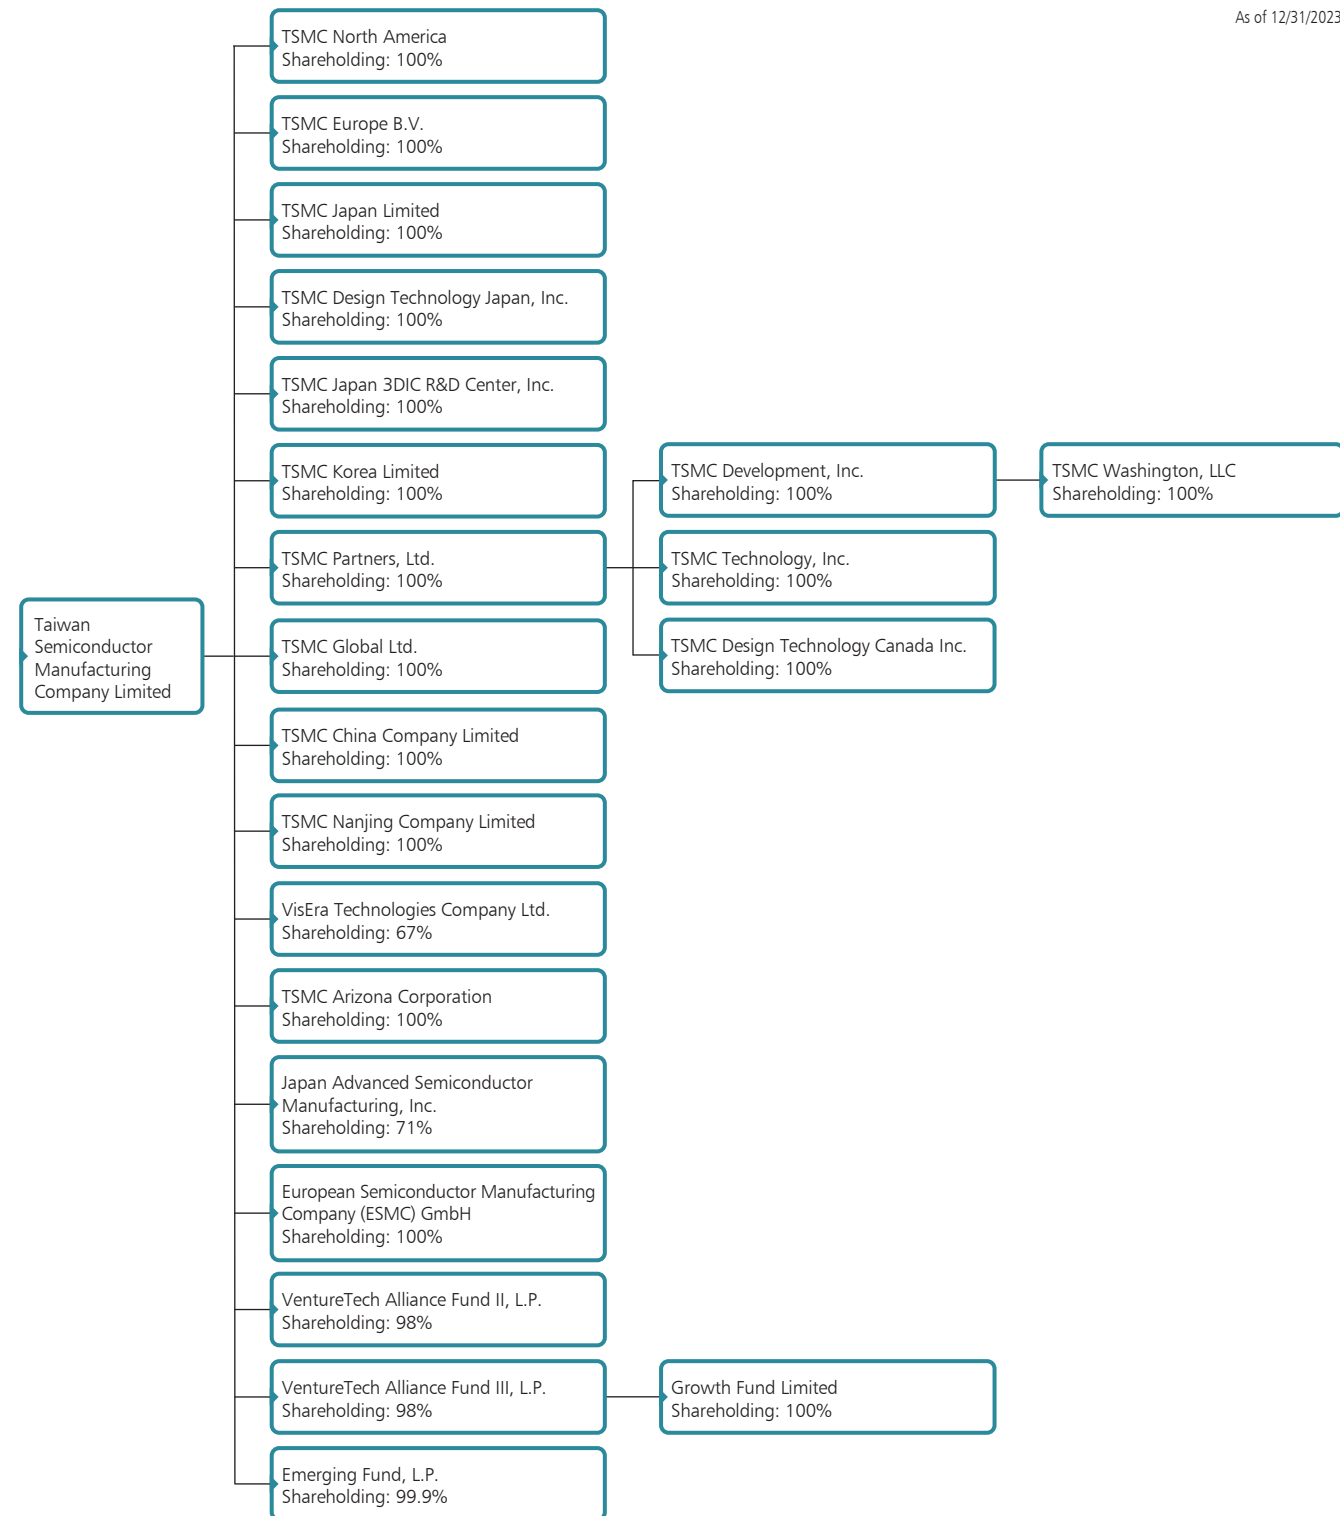 As of 12/31/2023
TSMC North America
Shareholding: 100%
TSMC Europe B.V.
Shareholding: 100%
TSMC Japan Limited
Shareholding: 100%
TSMC Design Technology Japan, Inc.
Shareholding: 100%
TSMC Japan 3DIC R&D Center, Inc.
Shareholding: 100%
TSMC Korea Limited
Shareholding: 100%
TSMC Development, Inc.
Shareholding: 100%
TSMC Washington, LLC
Shareholding: 100%
TSMC Partners, Ltd.
Shareholding: 100%
TSMC Technology, Inc.
Shareholding: 100%
Taiwan
Semiconductor
Manufacturing
Company Limited
TSMC Global Ltd.
Shareholding: 100%
TSMC Design Technology Canada Inc.
Shareholding: 100%
TSMC China Company Limited
Shareholding: 100%
TSMC Nanjing Company Limited
Shareholding: 100%
VisEra Technologies Company Ltd.
Shareholding: 67%
TSMC Arizona Corporation
Shareholding: 100%
Japan Advanced Semiconductor
Manufacturing, Inc.
Shareholding: 71%
European Semiconductor Manufacturing
Company (ESMC) GmbH
Shareholding: 100%
VentureTech Alliance Fund II, L.P.
Shareholding: 98%
VentureTech Alliance Fund III, L.P.
Shareholding: 98%
Growth Fund Limited
Shareholding: 100%
Emerging Fund, L.P.
Shareholding: 99.9%